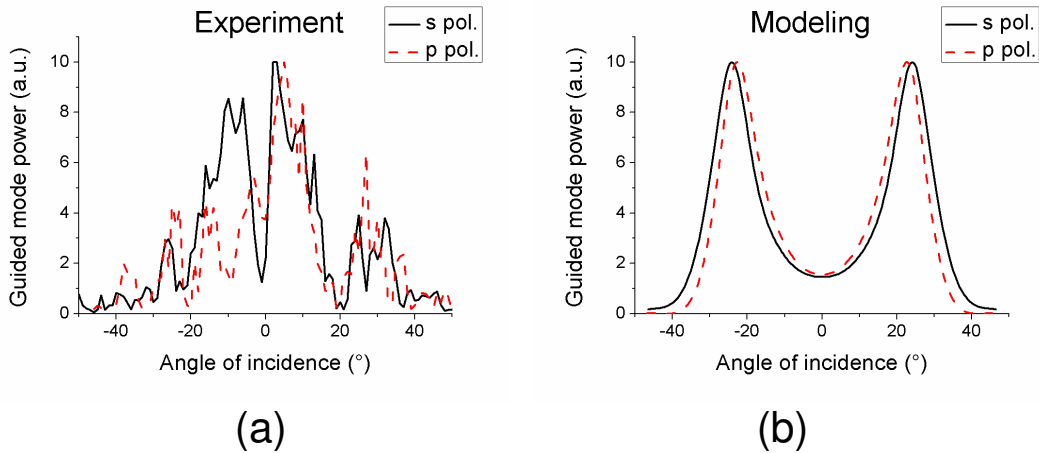 Experiment
s pol.
p pol.
Guided mode power (a.u.)
10
8
6
4
2
0
-40
-20
0
20
40
Angle of incidence (°)
(a)
Modeling
s pol.
p pol.
Guided mode power (a.u.)
10
8
6
4
2
0
-40
-20
0
20
40
Angle of incidence (°)
(b)